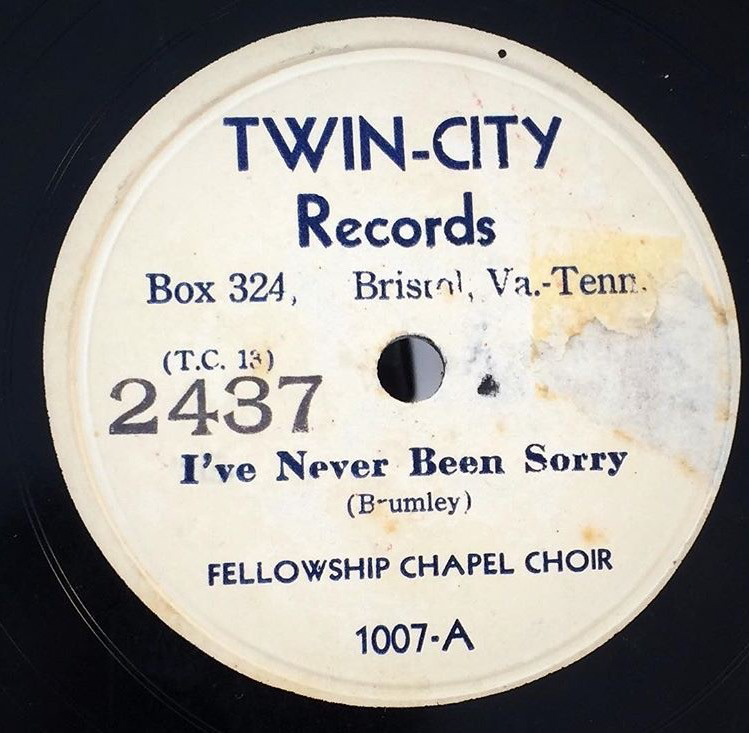 TWIN-CITY
Records
Box 324, Bristol, Va.-Tenn.
(T.C. 13)
2437
I've Never Been Sorry
(Brumley)
FELLOWSHIP CHAPEL CHOIR
1007-A